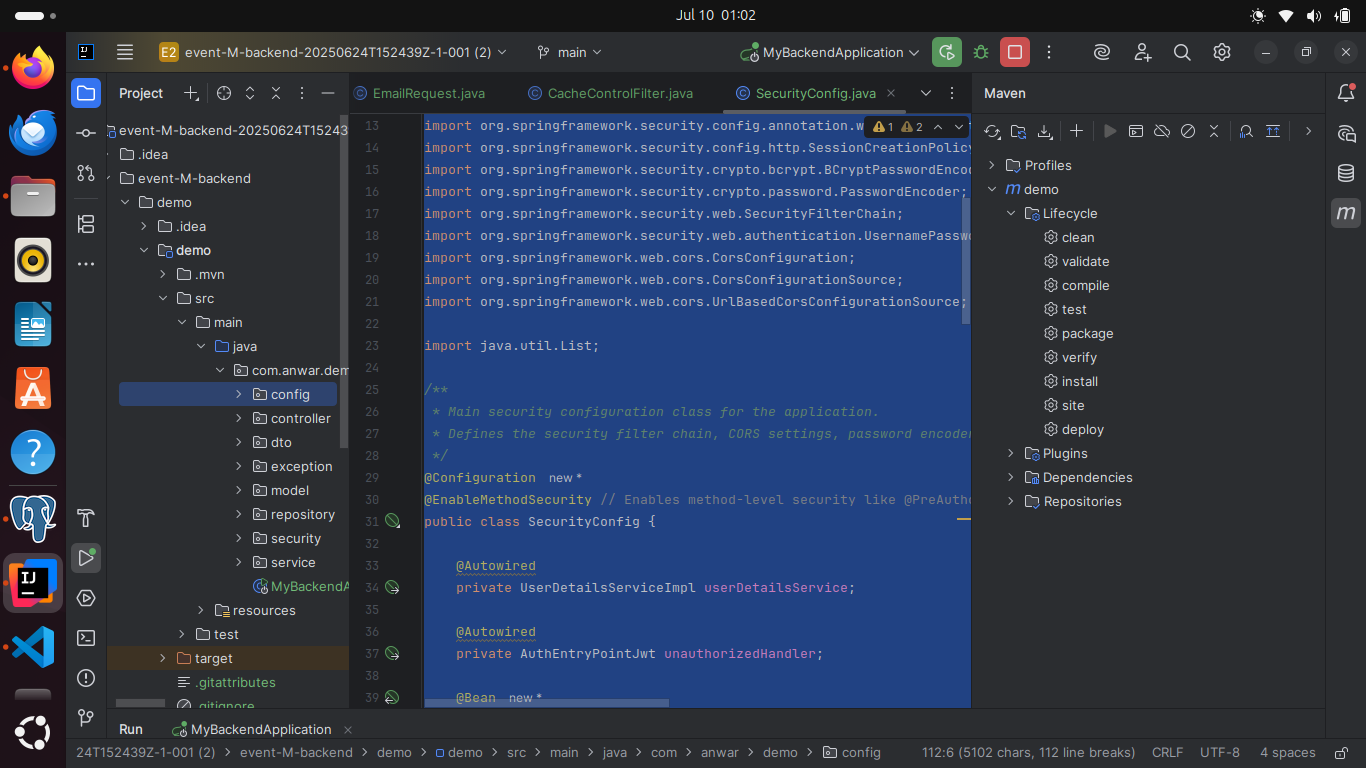 Jul 10 01:02
E2 event-M-backend-20250624T152439Z-1-001 (2) main MyBackendApplication
Project
EmailRequest.java CacheControlFilter.java SecurityConfig.java
Maven
event-M-backend-20250624T15243
.idea
event-M-backend
demo
.idea
demo
.mvn
src
main
java
com.anwar.dem
config
controller
dto
exception
model
repository
security
service
MyBackendA
resources
test
target
.gitattributes
.gitignore
1 2
13 import org.springframework.security.config.annotation.w
14 import org.springframework.security.config.http.SessionCreationPolicy
15 import org.springframework.security.crypto.bcrypt.BCryptPasswordEncod
16 import org.springframework.security.crypto.password.PasswordEncoder;
17 import org.springframework.security.web.SecurityFilterChain;
18 import org.springframework.security.web.authentication.UsernamePassw
19 import org.springframework.web.cors.CorsConfiguration;
20 import org.springframework.web.cors.CorsConfigurationSource;
21 import org.springframework.web.cors.UrlBasedCorsConfigurationSource;
22
23 import java.util.List;
24
25 /**
26 * Main security configuration class for the application.
27 * Defines the security filter chain, CORS settings, password encoder
28 */
29 @Configuration new *
30 @EnableMethodSecurity // Enables method-level security like @PreAutho
31 public class SecurityConfig {
32
33 @Autowired
34 private UserDetailsServiceImpl userDetailsService;
35
36 @Autowired
37 private AuthEntryPointJwt unauthorizedHandler;
38
39 @Bean new *
Profiles
demo
Lifecycle
clean
validate
compile
test
package
verify
install
site
deploy
Plugins
Dependencies
Repositories
Run MyBackendApplication
24T152439Z-1-001 (2) > event-M-backend > demo > demo > src > main > java > com > anwar > demo > config 112:6 (5102 chars, 112 line breaks) CRLF UTF-8 4 spaces